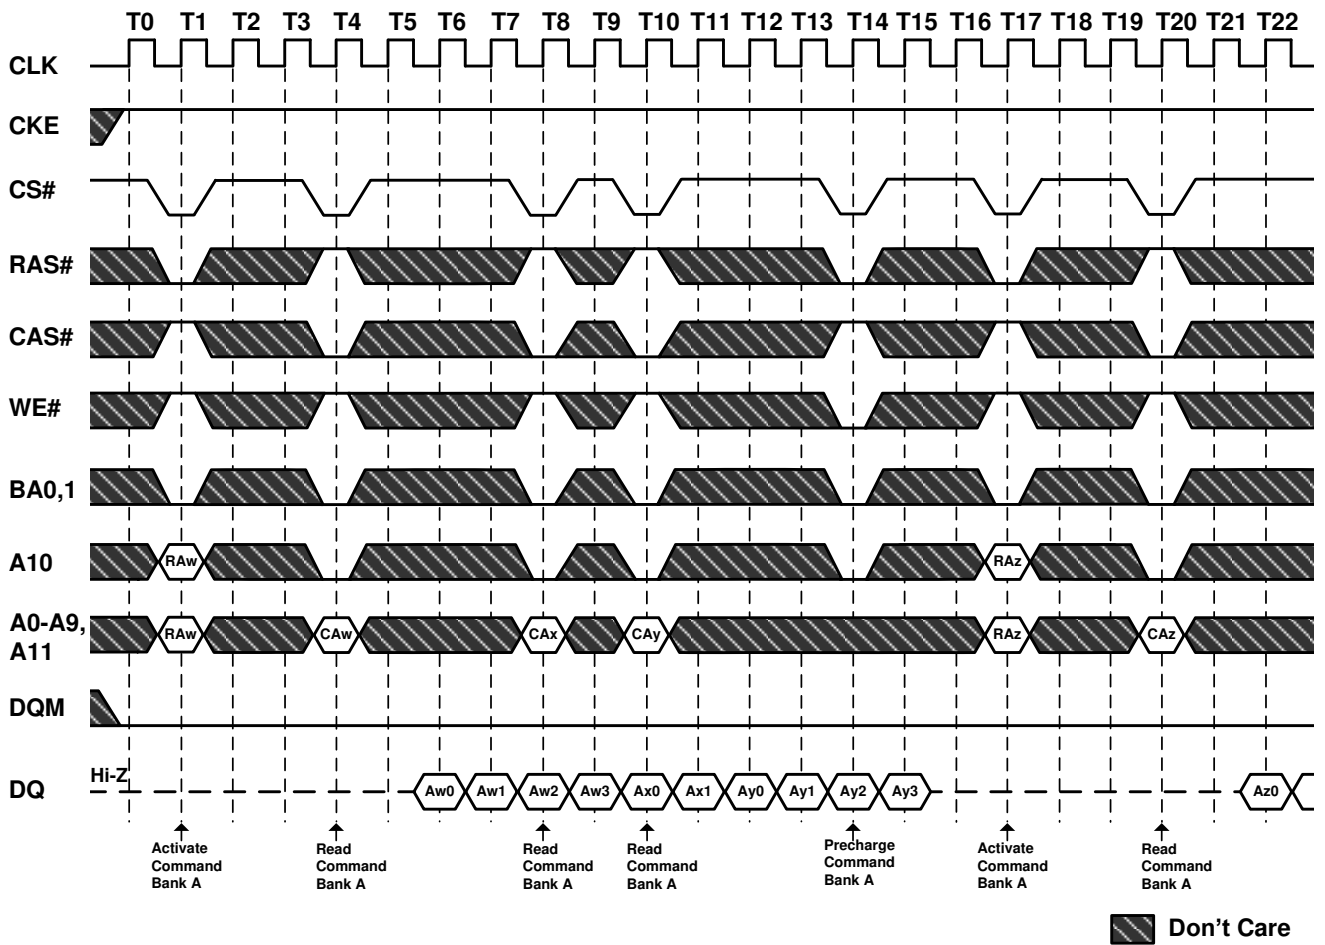 T0 T1 T2 T3 T4 T5 T6 T7 T8 T9 T10 T11 T12 T13 T14 T15 T16 T17 T18 T19 T20 T21 T22
CLK
CKE
CS#
RAS#
CAS#
WE#
BA0,1
A10
RAw RAz
A0-A9,
A11
RAw CAw CAx CAy RAz CAz
DQM
DQ
Hi-Z
Aw0 Aw1 Aw2 Aw3 Ax0 Ax1 Ay0 Ay1 Ay2 Ay3 Az0
Activate
Command
Bank A
Read
Command
Bank A
Read
Command
Bank A
Read
Command
Bank A
Precharge
Command
Bank A
Activate
Command
Bank A
Read
Command
Bank A
Don't Care